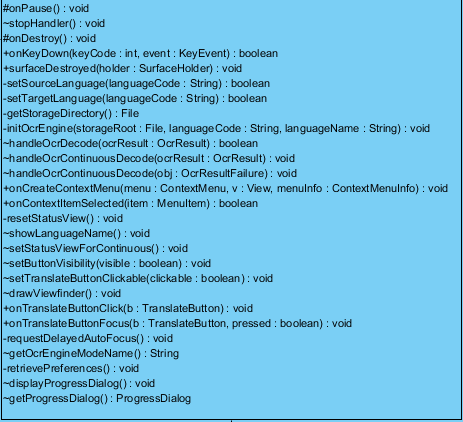 #onPause() : void
~stopHandler() : void
#onDestroy() : void
+onKeyDown(keyCode : int, event : KeyEvent) : boolean
+surfaceDestroyed(holder : SurfaceHolder) : void
-setSourceLanguage(languageCode : String) : boolean
-setTargetLanguage(languageCode : String) : boolean
-getStorageDirectory() : File
-initOcrEngine(storageRoot : File, languageCode : String, languageName : String) : void
~handleOcrDecode(ocrResult : OcrResult) : boolean
~handleOcrContinuousDecode(ocrResult : OcrResult) : void
~handleOcrContinuousDecode(obj : OcrResultFailure) : void
+onCreateContextMenu(menu : ContextMenu, v : View, menuInfo : ContextMenuInfo) : void
+onContextItemSelected(item : MenuItem) : boolean
-resetStatusView() : void
~showLanguageName() : void
~setStatusViewForContinuous() : void
~setButtonVisibility(visible : boolean) : void
~setTranslateButtonClickable(clickable : boolean) : void
~drawViewfinder() : void
+onTranslateButtonClick(b : TranslateButton) : void
+onTranslateButtonFocus(b : TranslateButton, pressed : boolean) : void
-requestDelayedAutoFocus() : void
~getOcrEngineModeName() : String
-retrievePreferences() : void
~displayProgressDialog() : void
~getProgressDialog() : ProgressDialog